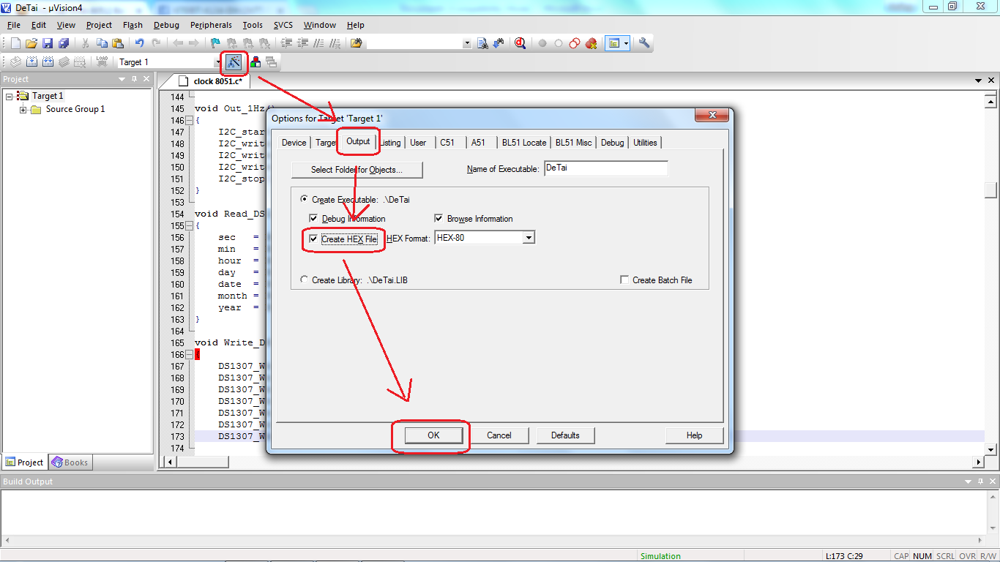 DeTai - µVision4
File Edit View Project Flash Debug Peripherals Tools SVCS Window Help
LOAD Target 1
Project
clock 8051.c*
Target 1
Source Group 1
144
145 void Out_1Hz()
146 {
147 I2C_star
148 I2C_writ
149 I2C_writ
150 I2C_writ
151 I2C_stop
152 }
153
154 void Read_DS
155 {
156 sec =
157 min =
158 hour =
159 day =
160 date =
161 month =
162 year =
163 }
164
165 void Write_D
166 {
167 DS1307_W
168 DS1307_W
169 DS1307_W
170 DS1307_W
171 DS1307_W
172 DS1307_W
173 DS1307_W
174
Options for Target 'Target 1'
Device Target Output Listing User C51 A51 BL51 Locate BL51 Misc Debug Utilities
Select Folder for Objects... Name of Executable: DeTai
Create Executable: .\DeTai
Debug Information Browse Information
Create HEX File HEX Format: HEX-80
Create Library: .\DeTai.LIB Create Batch File
OK Cancel Defaults Help
Project Books
Build Output
Simulation L:173 C:29 CAP NUM SCRL OVR R/W